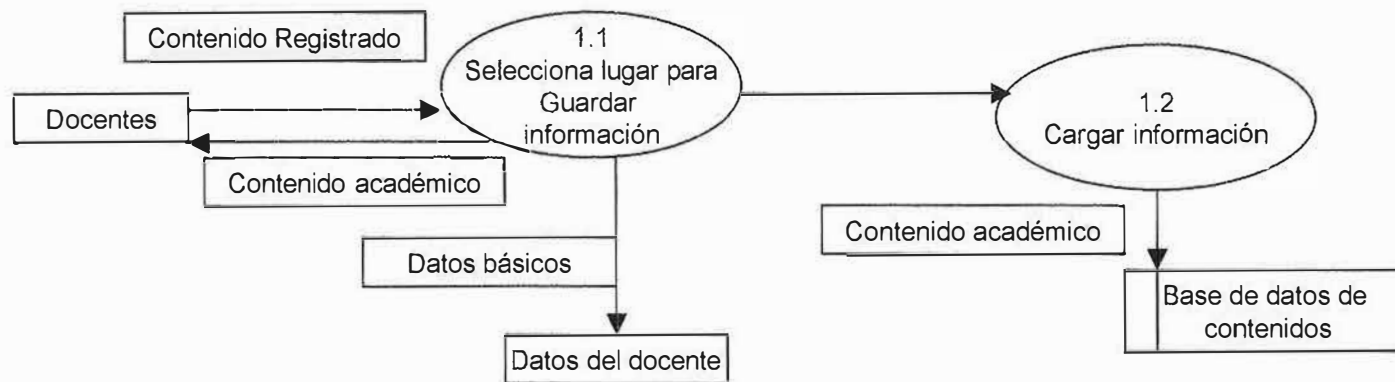 Contenido Registrado
1.1
Selecciona lugar para
Guardar
información
Docentes
1.2
Cargar información
Contenido académico
Contenido académico
Datos básicos
Base de datos de
contenidos
Datos del docente